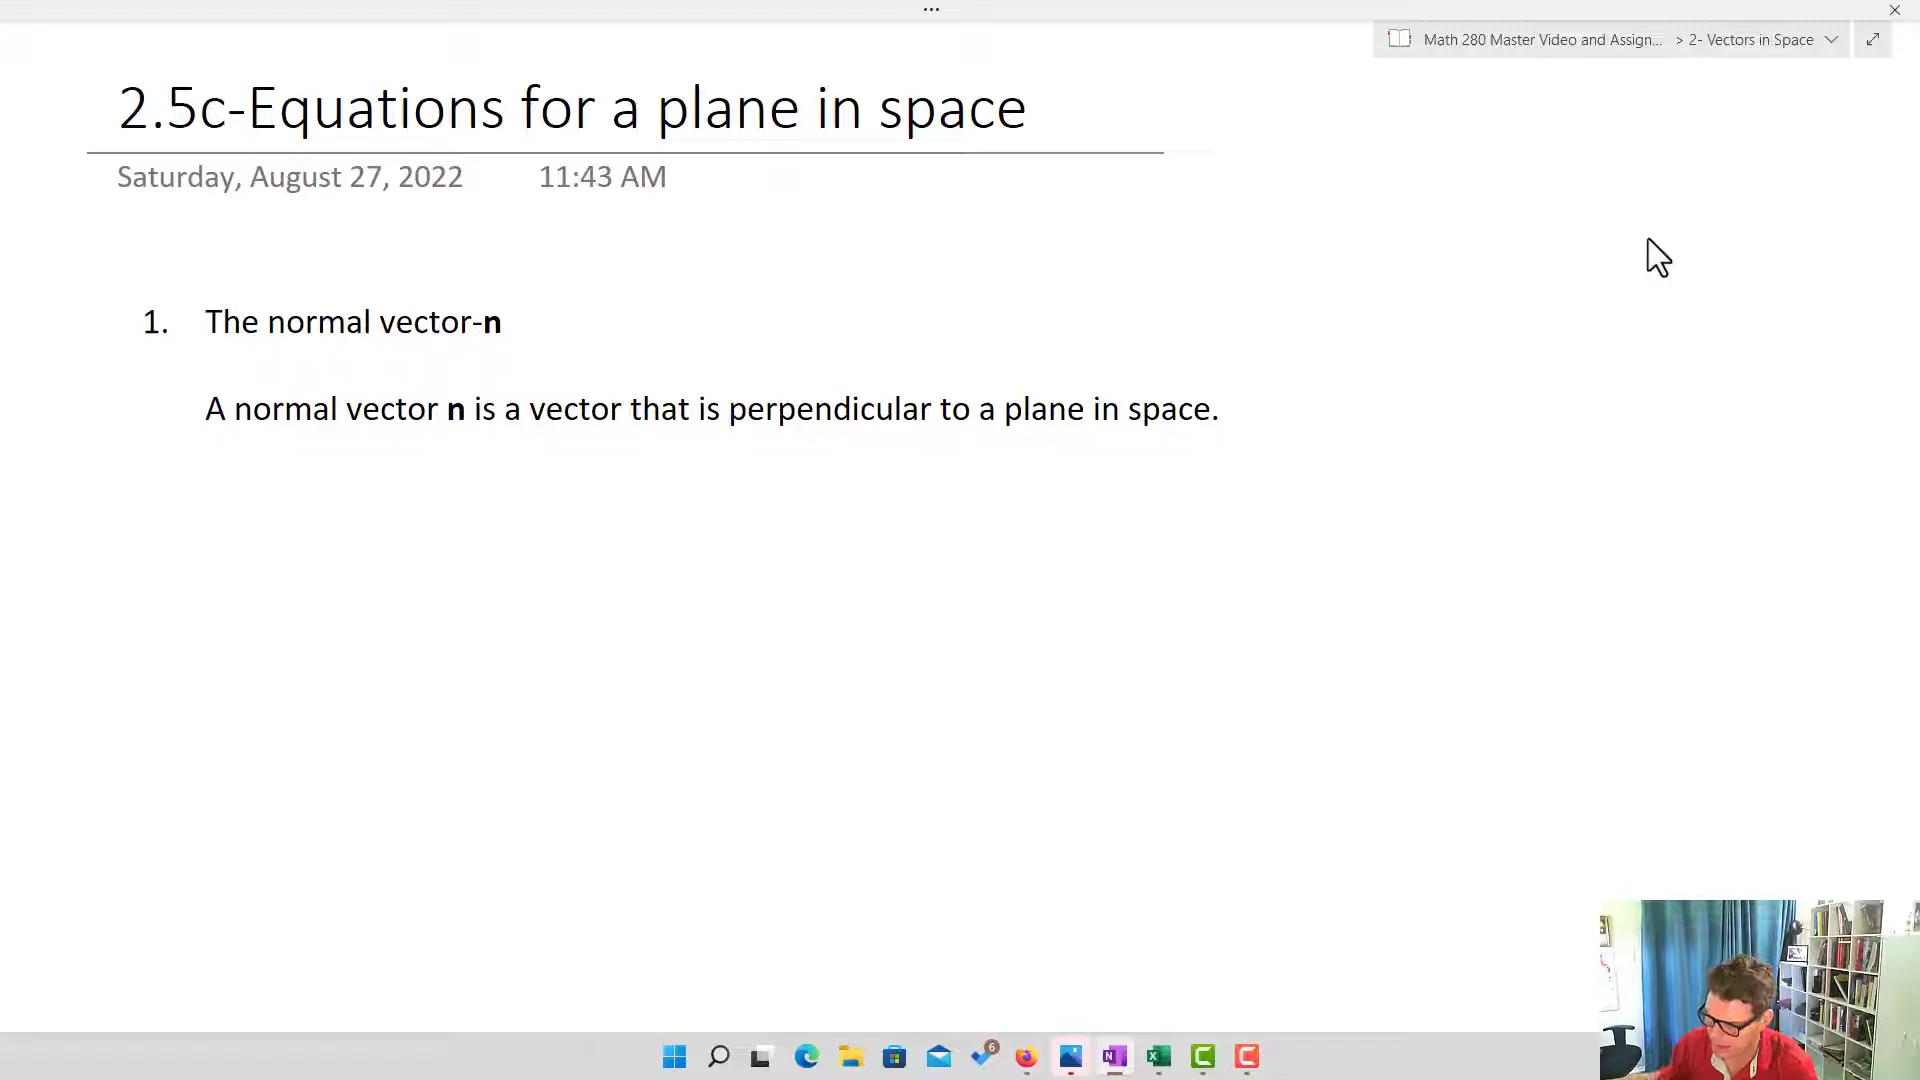 Math 280 Master Video and Assign... > 2- Vectors in Space
2.5c-Equations for a plane in space
Saturday, August 27, 2022 11:43 AM
1. The normal vector-n
A normal vector n is a vector that is perpendicular to a plane in space.
6